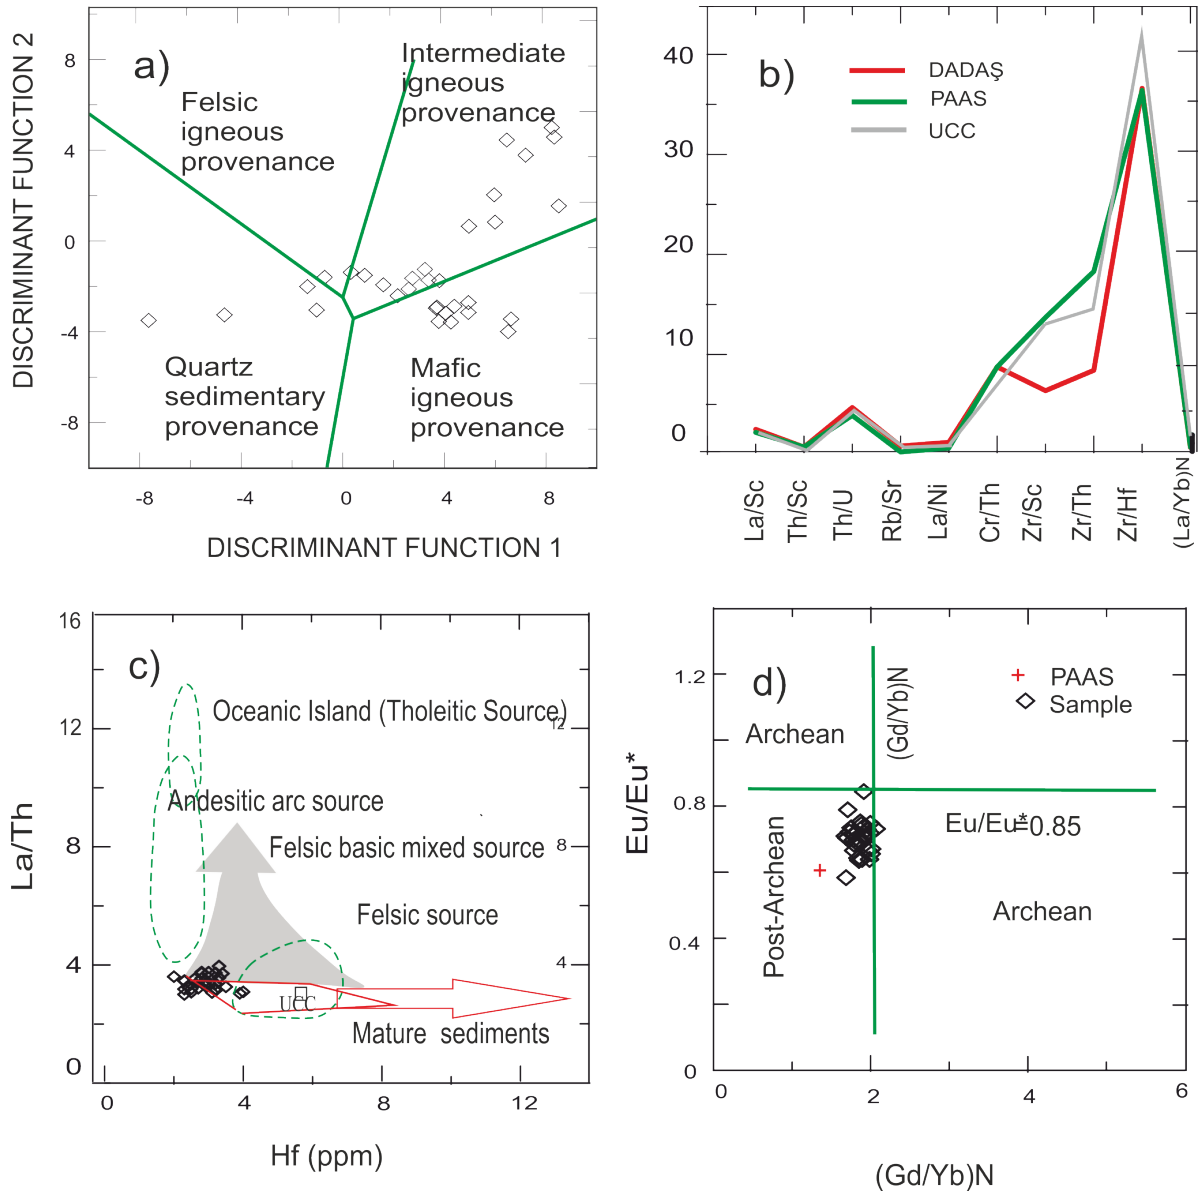 a)
DISCRIMINANT FUNCTION 2
8
4
0
-4
-8
Felsic
igneous
provenance
Intermediate
igneous
provenance
Quartz
sedimentary
provenance
Mafic
igneous
provenance
-8
-4
0
4
8
DISCRIMINANT FUNCTION 1
b)
40
30
20
10
0
DADAŞ
PAAS
UCC
La/Sc
Th/Sc
Th/U
Rb/Sr
La/Ni
Cr/Th
Zr/Sc
Zr/Th
Zr/Hf
(La/Yb)N
c)
La/Th
16
12
8
4
0
Oceanic Island (Tholeitic Source)
12
Andesitic arc source
Felsic basic mixed source
8
Felsic source
4
UCC
Mature sediments
0
4
8
12
Hf (ppm)
d)
Eu/Eu*
1.2
0.8
0.4
0
PAAS
Sample
(Gd/Yb)N
Archean
Eu/Eu*=0.85
Post-Archean
Archean
0
2
4
6
(Gd/Yb)N